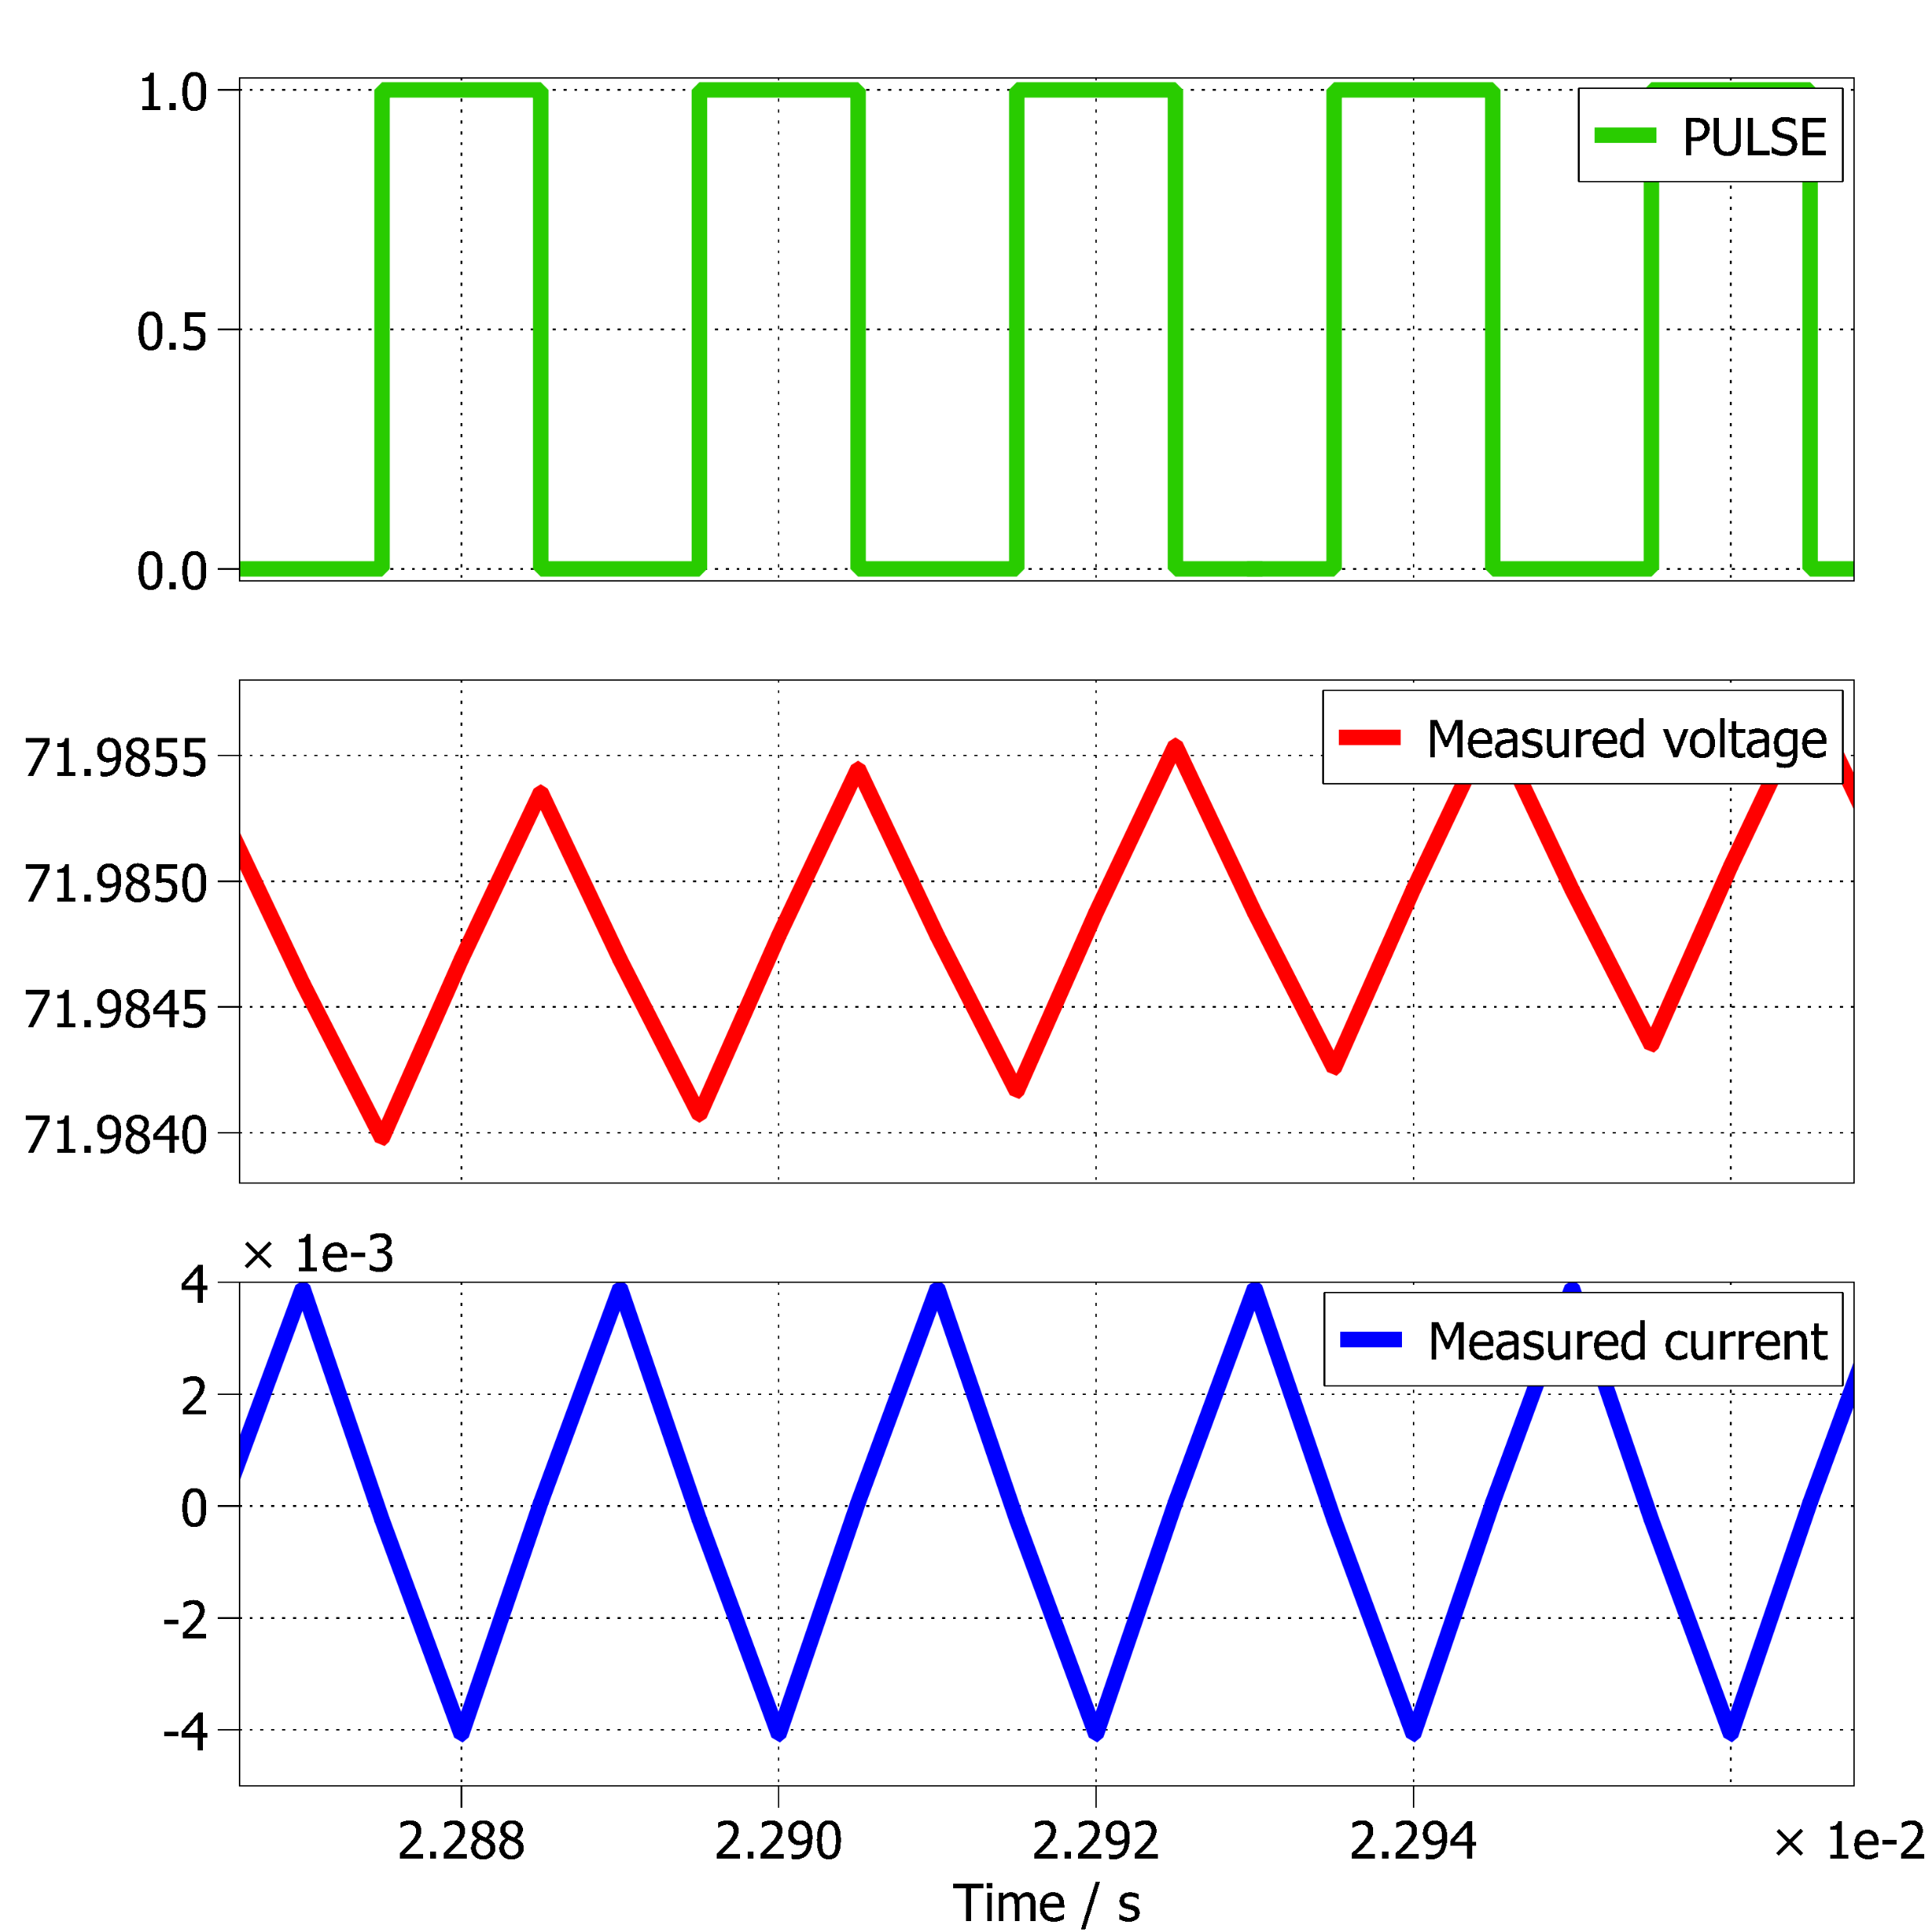 1.0
PULSE
0.5
0.0
71.9855
Measured voltage
71.9850
71.9845
71.9840
× 1e-3
4
Measured current
2
0
-2
-4
2.288 2.290 2.292 2.294 × 1e-2
Time / s